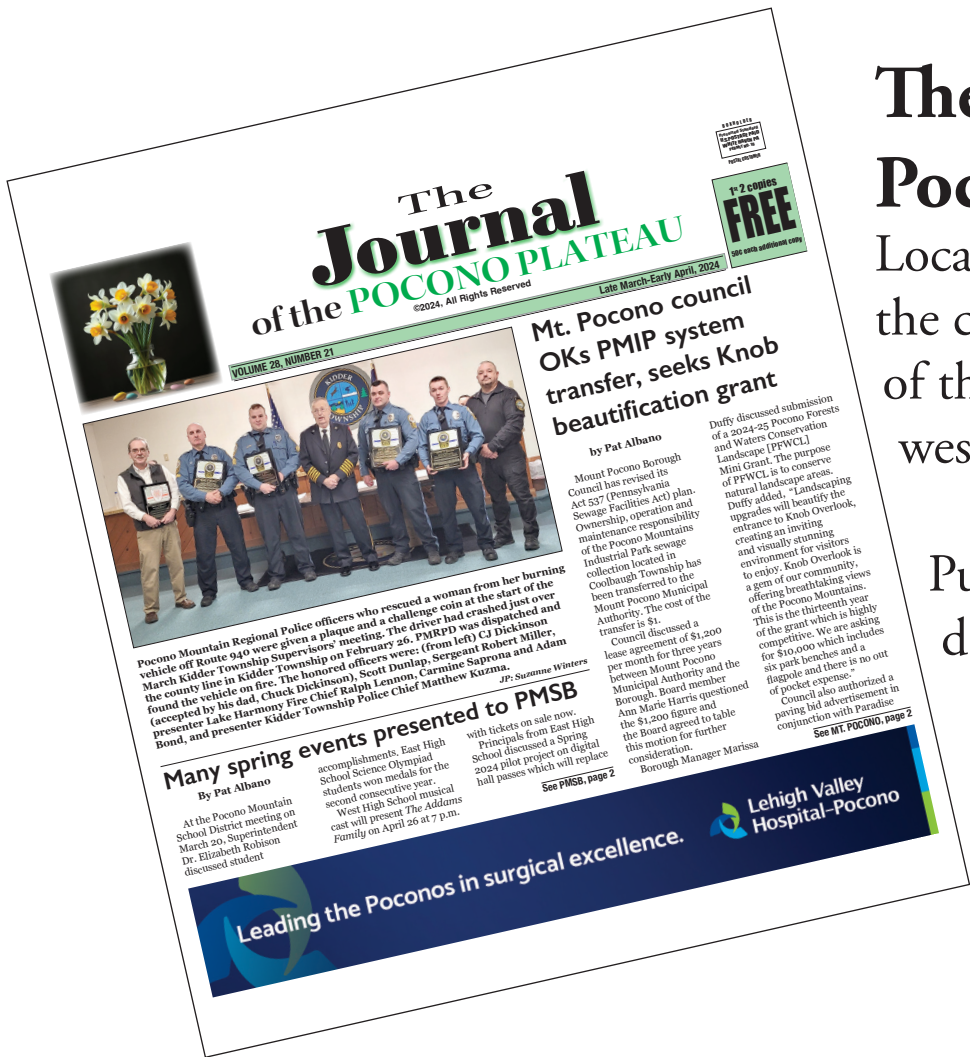 U.S. POSTAGE PAID
POSTAL CUSTOMER
The
Journal
of the POCONO PLATEAU
©2024, All Rights Reserved
1st 2 copies
FREE
50¢ each additional copy
VOLUME 28, NUMBER 21
Late March-Early April, 2024
KIDDER
TOWNSHIP
Pocono Mountain Regional Police officers who rescued a woman from her burning
vehicle off Route 940 were given a plaque and a challenge coin at the start of the
March Kidder Township Supervisors' meeting. The driver had crashed just over
the county line in Kidder Township on February 26. PMRPD was dispatched and
found the vehicle on fire. The honored officers were: (from left) CJ Dickinson
(accepted by his dad, Chuck Dickinson), Scott Dunlap, Sergeant Robert Miller,
presenter Lake Harmony Fire Chief Ralph Lennon, Carmine Saprona and Adam
Bond, and presenter Kidder Township Police Chief Matthew Kuzma.
JP: Suzanne Winters
Mt. Pocono council
OKs PMIP system
transfer, seeks Knob
beautification grant
by Pat Albano
Mount Pocono Borough
Council has revised its
Act 537 (Pennsylvania
Sewage Facilities Act) plan.
Ownership, operation and
maintenance responsibility
of the Pocono Mountains
Industrial Park sewage
collection located in
Coolbaugh Township has
been transferred to the
Mount Pocono Municipal
Authority. The cost of the
transfer is $1.
Council discussed a
lease agreement of $1,200
per month for three years
between Mount Pocono
Municipal Authority and the
Borough. Board member
Ann Marie Harris questioned
the $1,200 figure and
the Board agreed to table
this motion for further
consideration.
Borough Manager Marissa
Duffy discussed submission
of a 2024-25 Pocono Forests
and Waters Conservation
Landscape [PFWCL]
Mini Grant. The purpose
of PFWCL is to conserve
natural landscape areas.
Duffy added, "Landscaping
upgrades will beautify the
entrance to Knob Overlook,
creating an inviting
and visually stunning
environment for visitors
to enjoy. Knob Overlook is
a gem of our community,
offering breathtaking views
of the Pocono Mountains.
This is the thirteenth year
of the grant which is highly
competitive. We are asking
for $10,000 which includes
six park benches and a
flagpole and there is no out
of pocket expense."
Council also authorized a
paving bid advertisement in
conjunction with Paradise
See MT. POCONO, page 2
Many spring events presented to PMSB
By Pat Albano
At the Pocono Mountain
School District meeting on
March 20, Superintendent
Dr. Elizabeth Robison
discussed student
accomplishments. East High
School Science Olympiad
students won medals for the
second consecutive year.
West High School musical
cast will present The Addams
Family on April 26 at 7 p.m.
with tickets on sale now.
Principals from East High
School discussed a Spring
2024 pilot project on digital
hall passes which will replace
See PMSB, page 2
Leading the Poconos in surgical excellence.
Lehigh Valley
Hospital–Pocono
The
Poc
Loca
the c
of th
wes
Pu
d